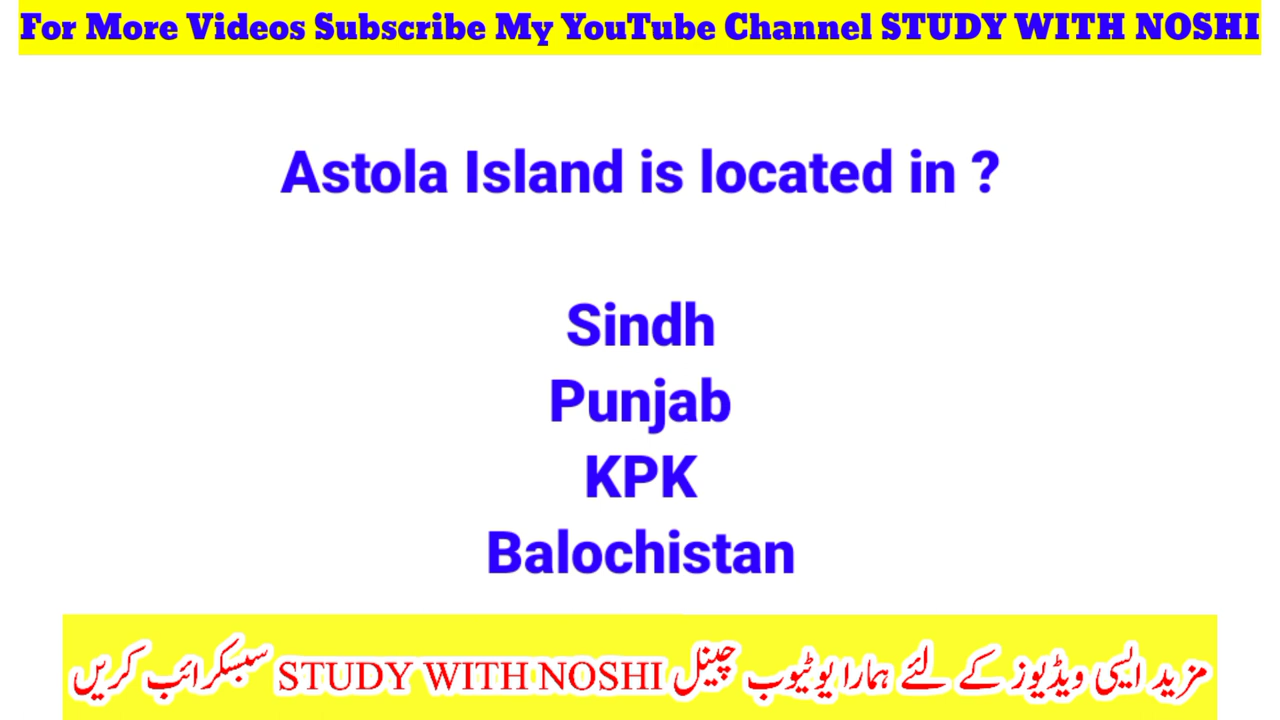 For More Videos Subscribe My YouTube Channel STUDY WITH NOSHI
Astola Island is located in ?
Sindh
Punjab
KPK
Balochistan
مزید ایسی ویڈیوز کے لئے ہمارا یوٹیوب چینل STUDY WITH NOSHI سبسکرائب کریں